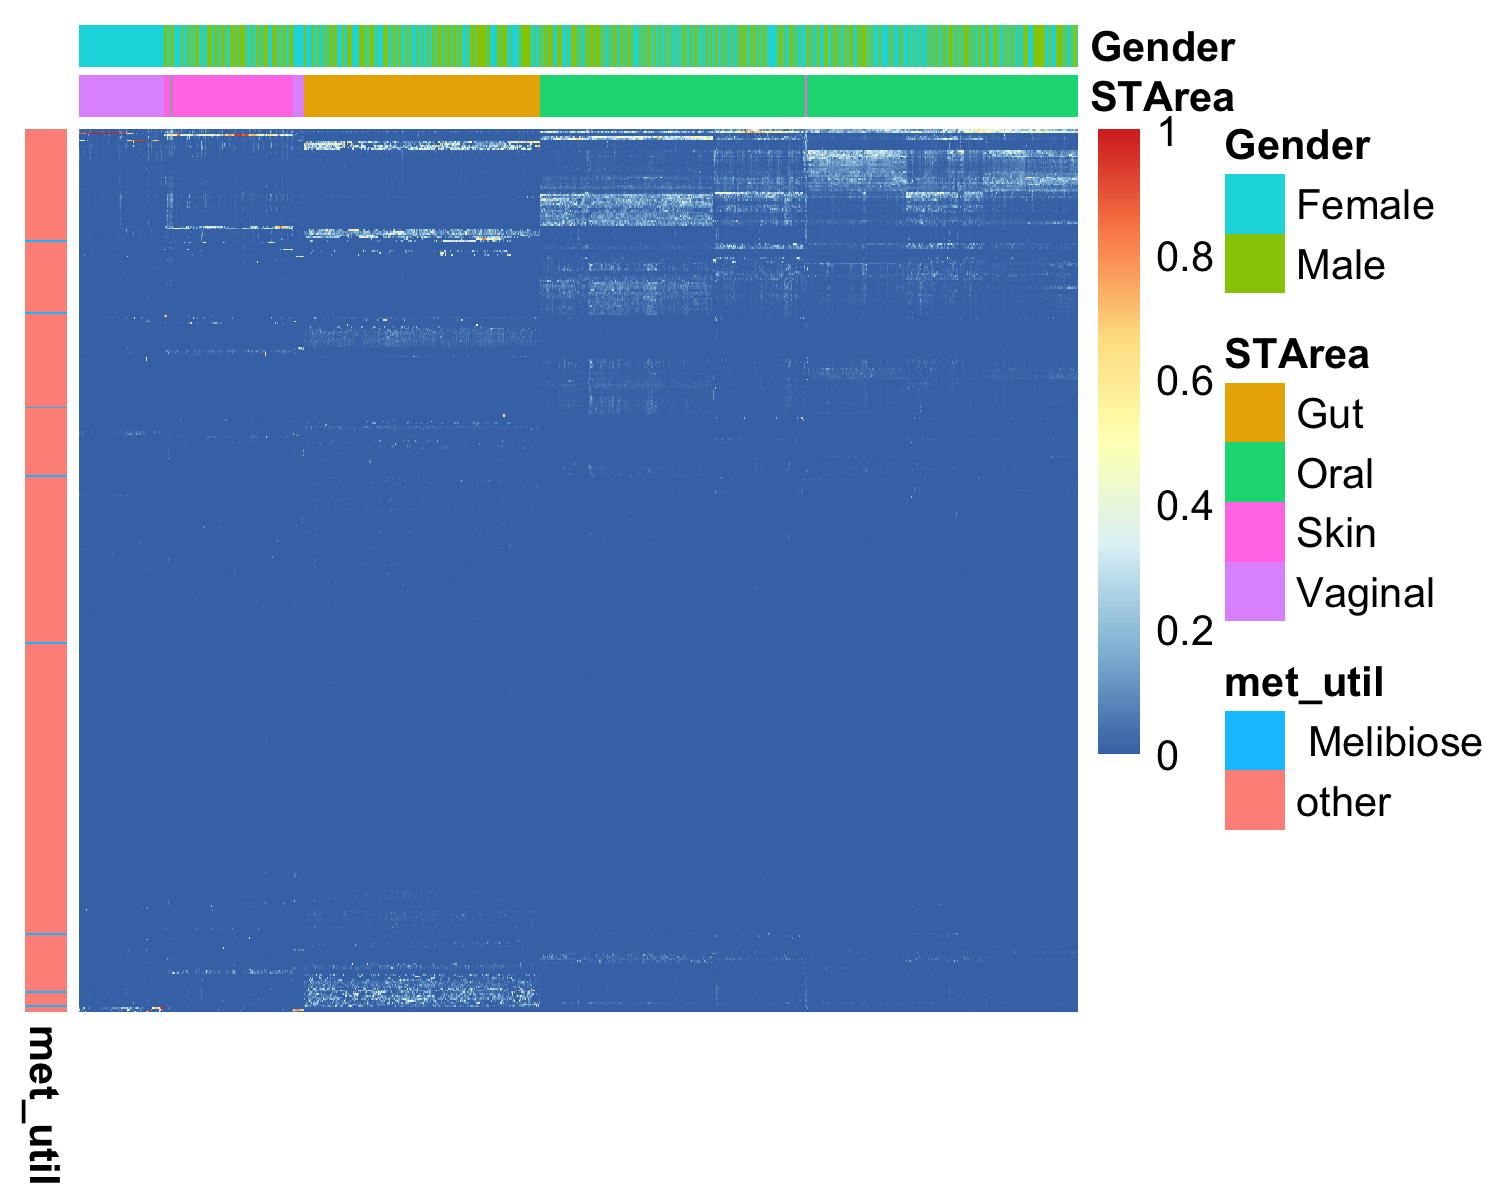 Gender
STArea
1
0.8
0.6
0.4
0.2
0
Gender
Female
Male
STArea
Gut
Oral
Skin
Vaginal
met_util
Melibiose
other
met_util